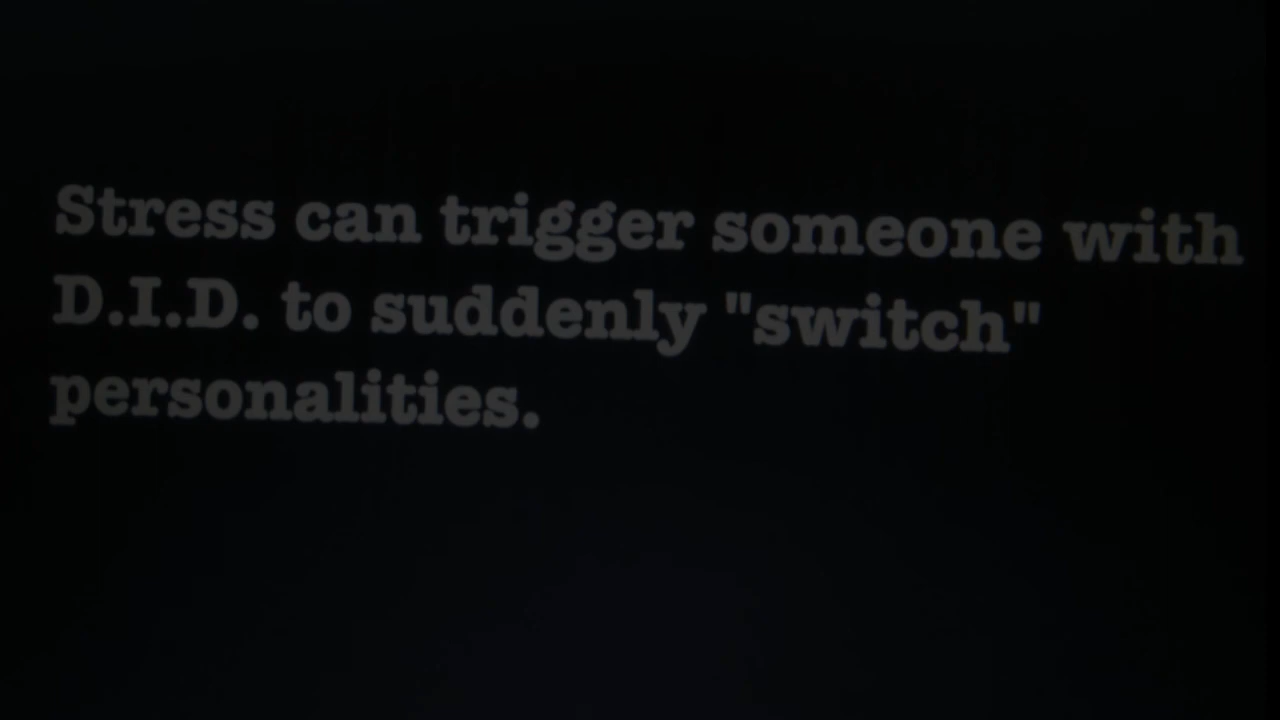 Stress can trigger someone with
D.I.D. to suddenly "switch"
personalities.